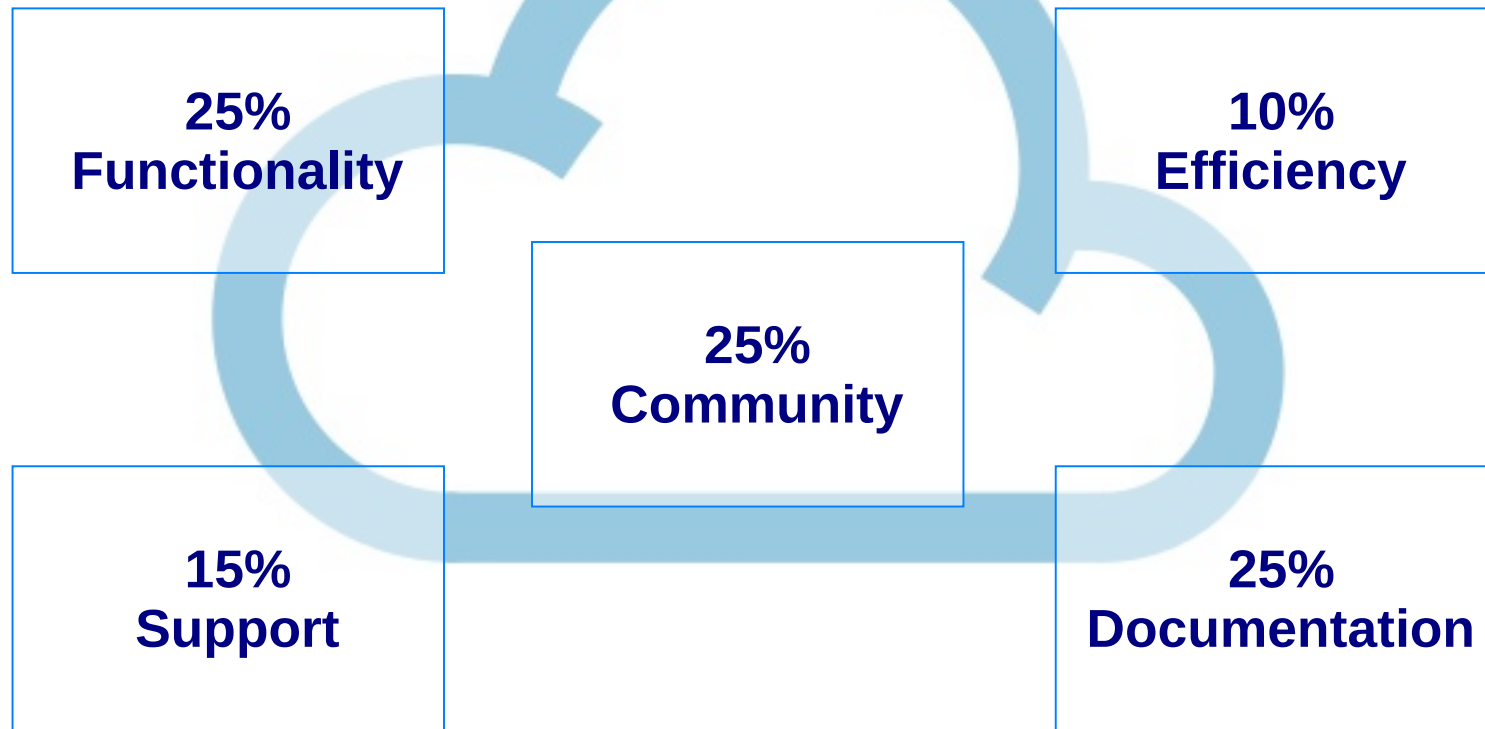 25%
Functionality
10%
Efficiency
25%
Community
15%
Support
25%
Documentation